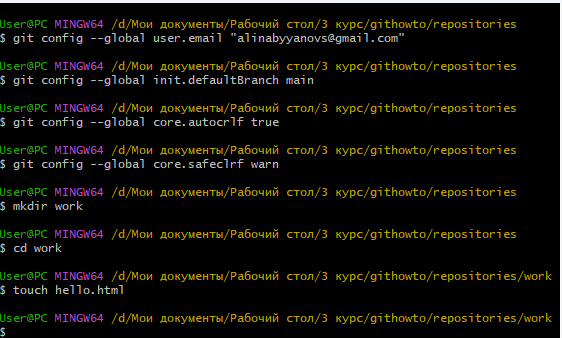 User@PC MINGW64 /d/Мои документы/Рабочий стол/3 курс/githowto/repositories
$ git config --global user.email "alinabyyanovs@gmail.com"
User@PC MINGW64 /d/Мои документы/Рабочий стол/3 курс/githowto/repositories
$ git config --global init.defaultBranch main
User@PC MINGW64 /d/Мои документы/Рабочий стол/3 курс/githowto/repositories
$ git config --global core.autocrlf true
User@PC MINGW64 /d/Мои документы/Рабочий стол/3 курс/githowto/repositories
$ git config --global core.safeclrf warn
User@PC MINGW64 /d/Мои документы/Рабочий стол/3 курс/githowto/repositories
$ mkdir work
User@PC MINGW64 /d/Мои документы/Рабочий стол/3 курс/githowto/repositories
$ cd work
User@PC MINGW64 /d/Мои документы/Рабочий стол/3 курс/githowto/repositories/work
$ touch hello.html
User@PC MINGW64 /d/Мои документы/Рабочий стол/3 курс/githowto/repositories/work
$